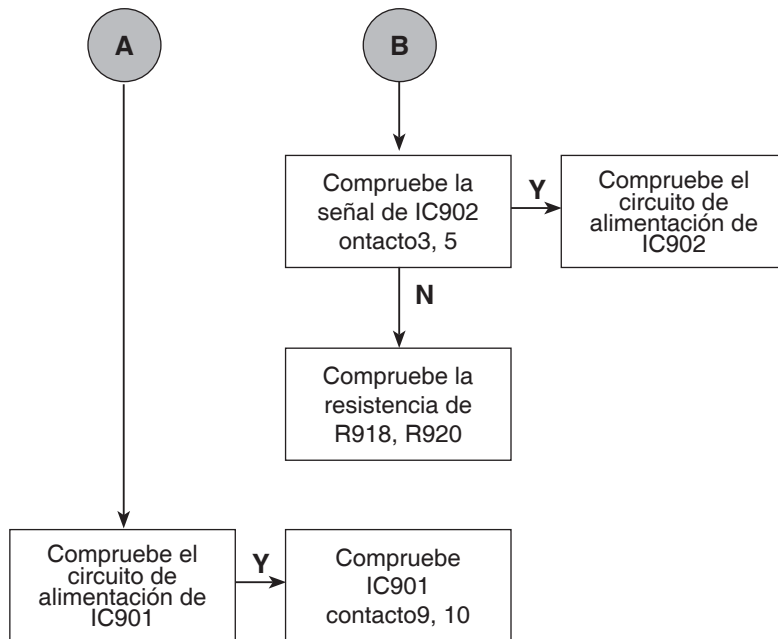 A
B
Compruebe la
señal de IC902
ontacto3, 5
Y
Compruebe el
circuito de
alimentación de
IC902
N
Compruebe la
resistencia de
R918, R920
Compruebe el
circuito de
alimentación de
IC901
Y
Compruebe
IC901
contacto9, 10